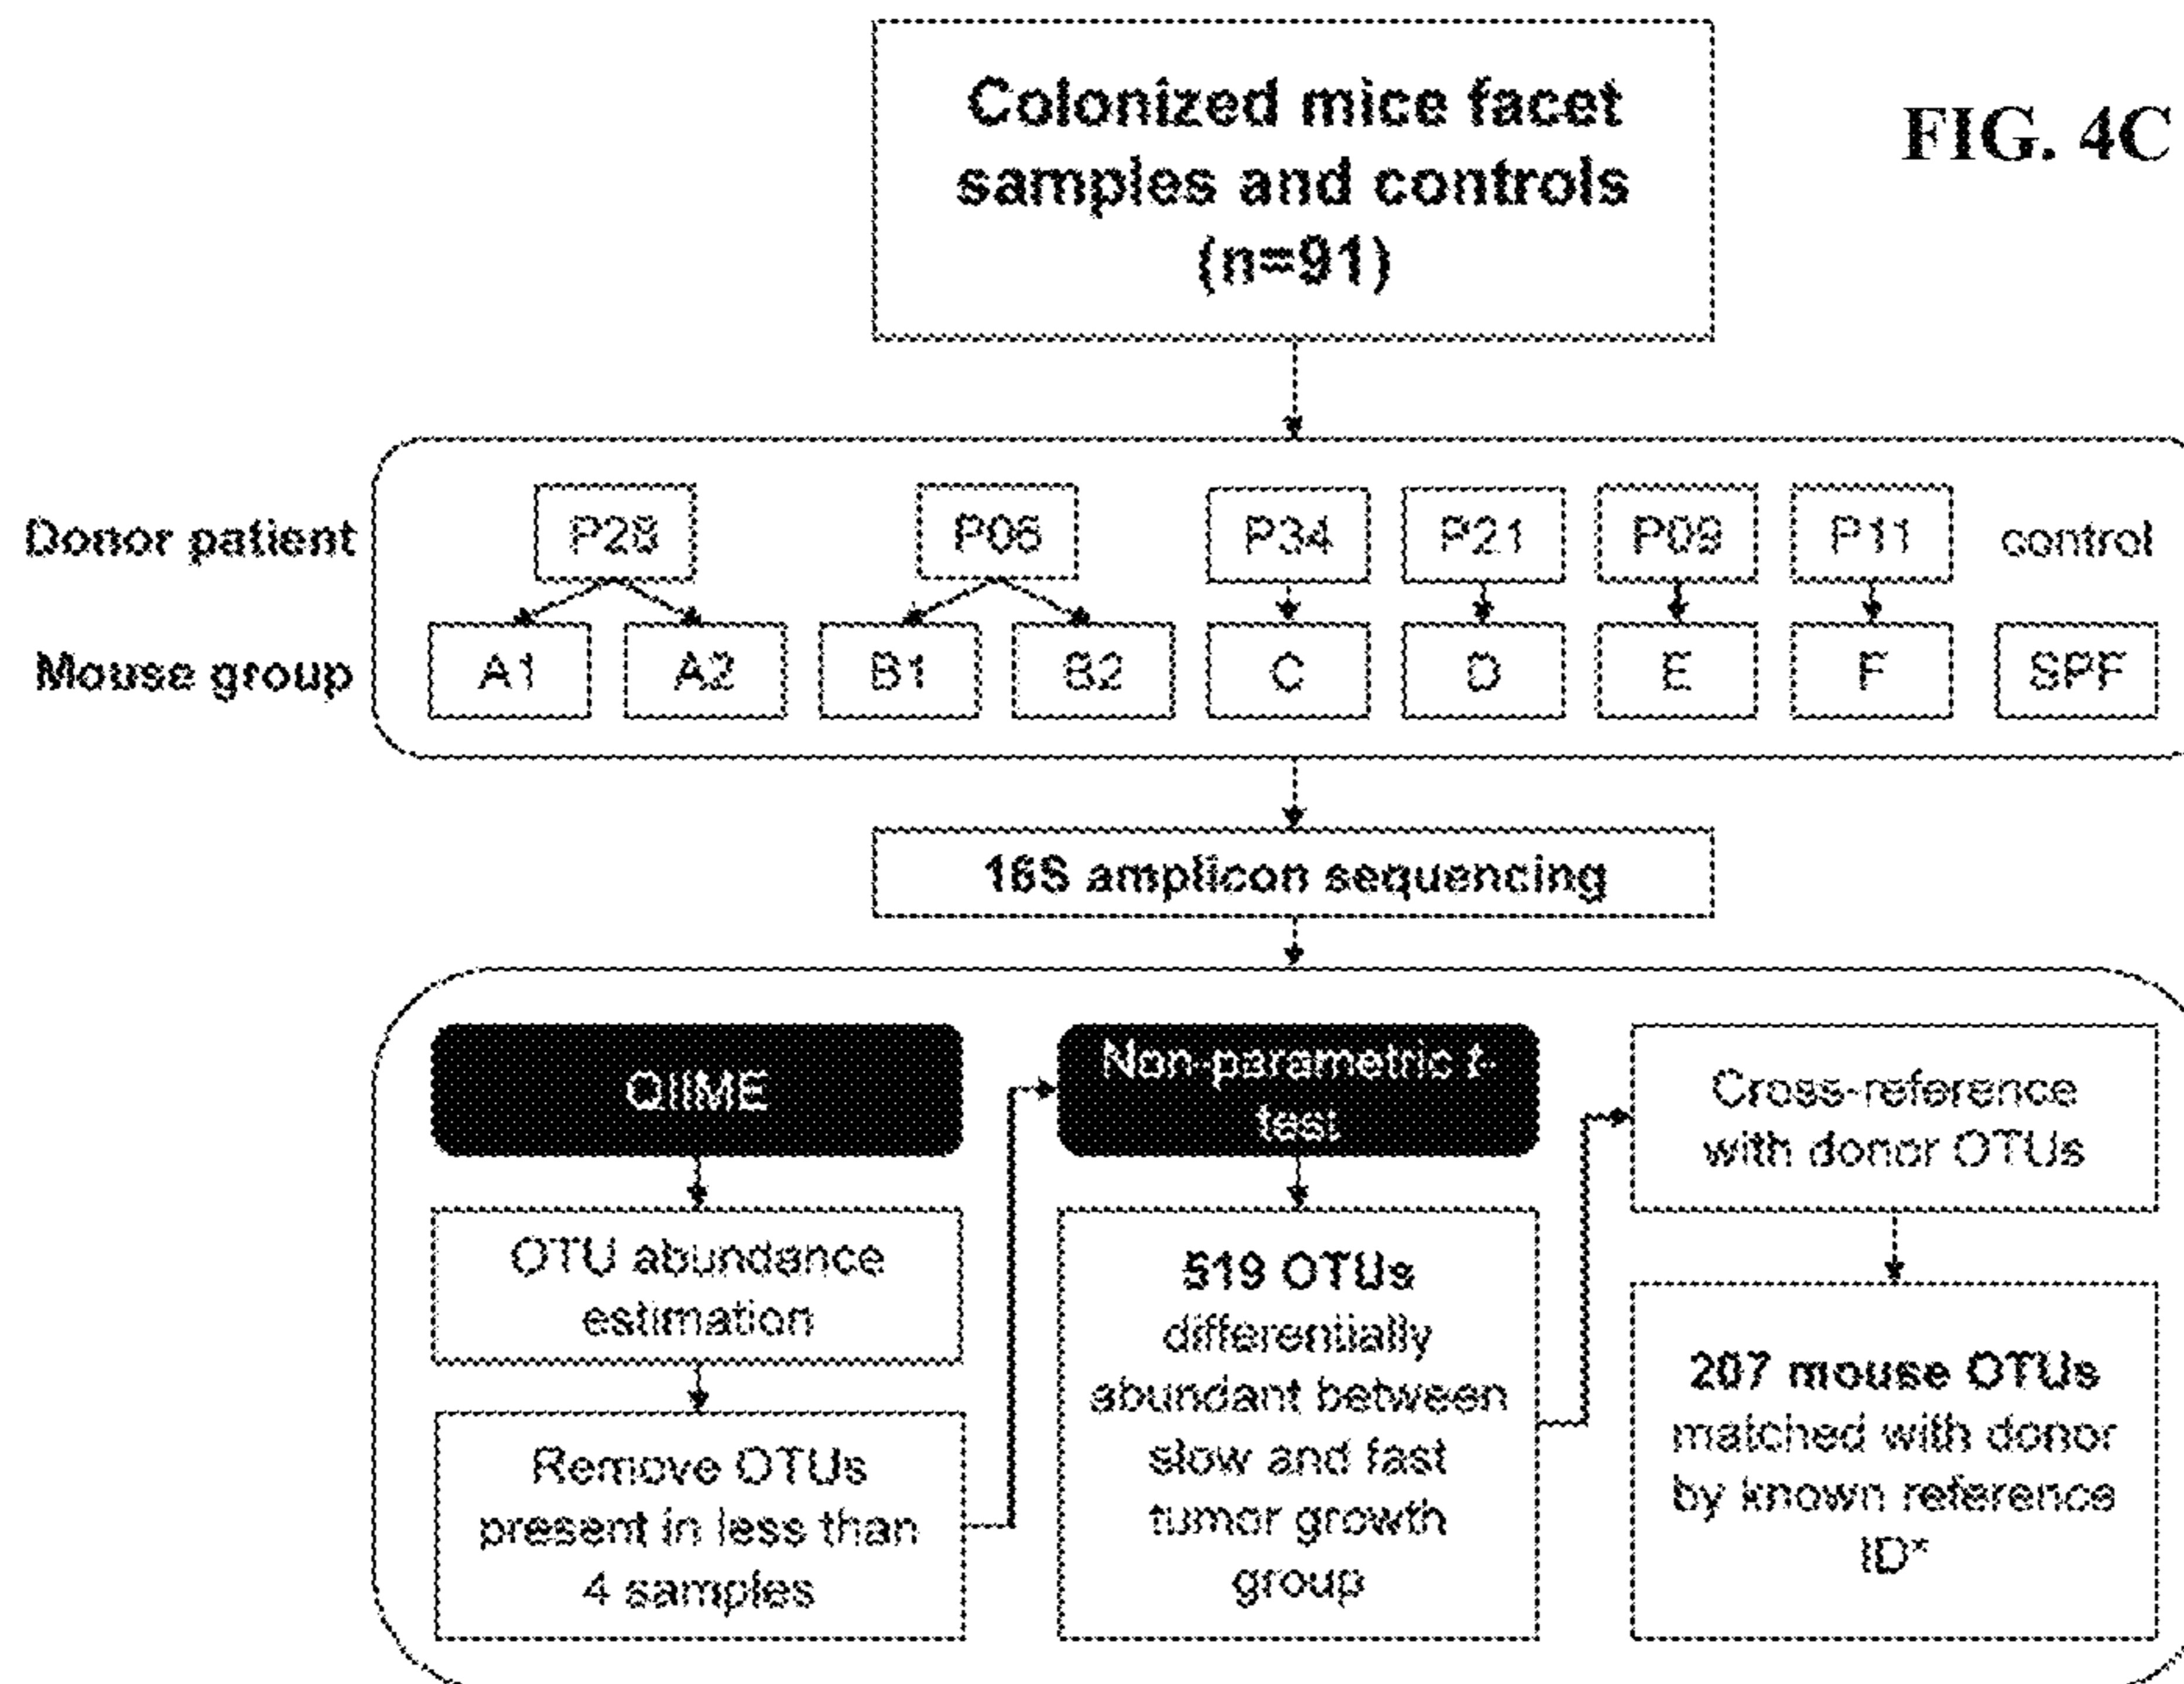 Colonized mice facet
samples and controls
(n=91)
FIG. 4C
Donor patient
P28
P06
P34
P21
P09
P11
control
Mouse group
A1
A2
B1
B2
C
D
E
F
SPF
16S amplicon sequencing
QIIME
OTU abundance
estimation
Remove OTUs
present in less than
4 samples
Non-parametric t-
test
519 OTUs
differentially
abundant between
slow and fast
tumor growth
group
Cross-reference
with donor OTUs
207 mouse OTUs
matched with donor
by known reference
ID*